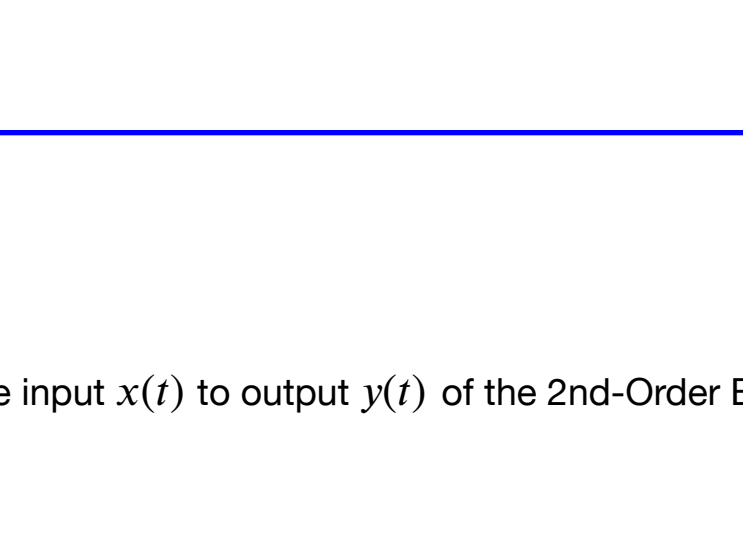 e input x(t) to output y(t) of the 2nd-Order